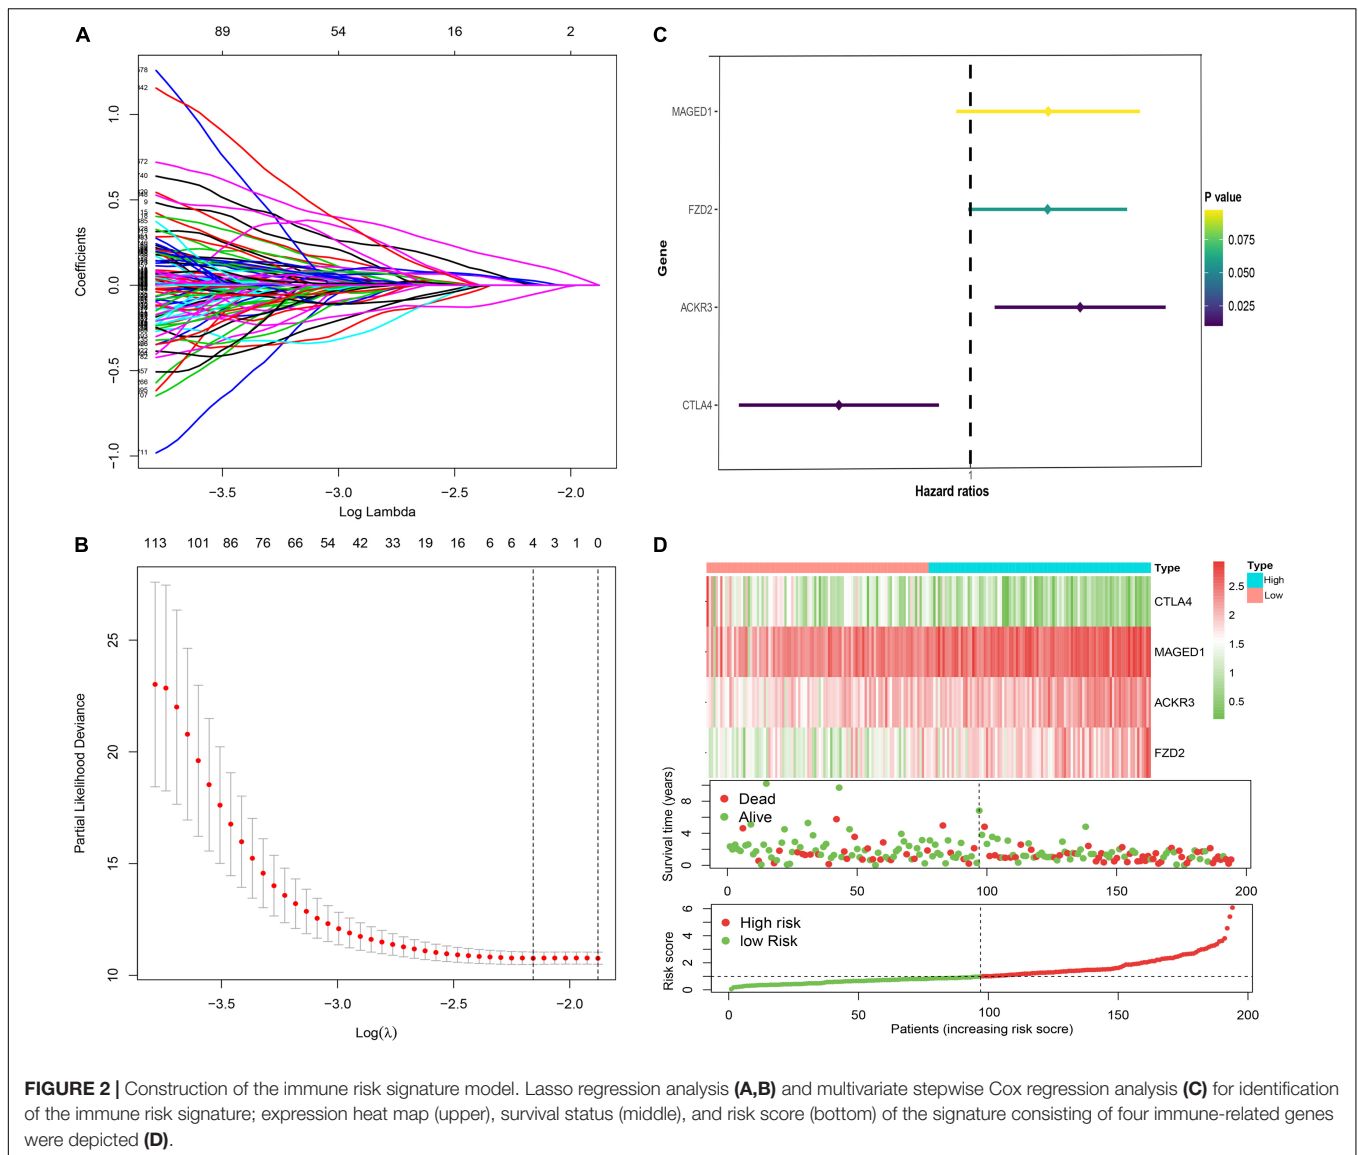 A
89 54 16 2
1.0
0.5
0.0
−0.5
−1.0
Coefficients
−3.5 −3.0 −2.5 −2.0
Log Lambda
B
113 101 86 76 66 54 42 33 19 16 6 6 4 3 1 0
25
20
15
10
Partial Likelihood Deviance
−3.5 −3.0 −2.5 −2.0
Log(λ)
C
MAGED1
FZD2
ACKR3
CTLA4
Gene
1
Hazard ratios
P value
0.075
0.050
0.025
D
Type
CTLA4
MAGED1
ACKR3
FZD2
2.5
2
1.5
1
0.5
Type
High
Low
Survival time (years)
8
4
2
0
Dead
Alive
0 50 100 150 200
Risk score
6
4
2
0
High risk
low Risk
0 50 100 150 200
Patients (increasing risk socre)
FIGURE 2 | Construction of the immune risk signature model. Lasso regression analysis (A,B) and multivariate stepwise Cox regression analysis (C) for identification
of the immune risk signature; expression heat map (upper), survival status (middle), and risk score (bottom) of the signature consisting of four immune-related genes
were depicted (D).